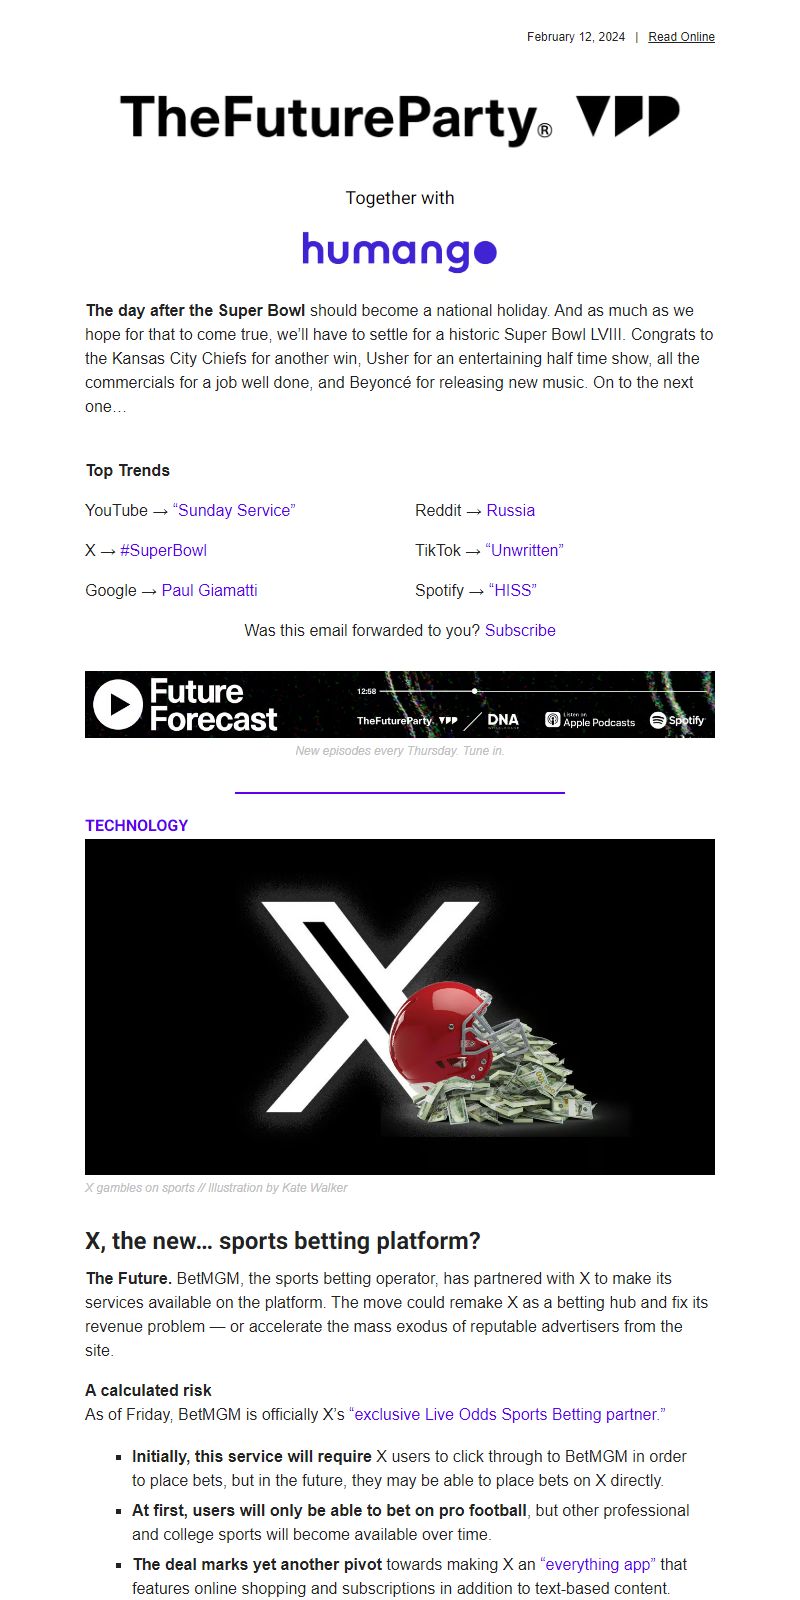 February 12, 2024 | Read Online
TheFutureParty®
Together with
humango
The day after the Super Bowl should become a national holiday. And as much as we
hope for that to come true, we’ll have to settle for a historic Super Bowl LVIII. Congrats to
the Kansas City Chiefs for another win, Usher for an entertaining half time show, all the
commercials for a job well done, and Beyoncé for releasing new music. On to the next
one…
Top Trends
YouTube → “Sunday Service”
Reddit → Russia
X → #SuperBowl
TikTok → “Unwritten”
Google → Paul Giamatti
Spotify → “HISS”
Was this email forwarded to you? Subscribe
Future
Forecast
12:58
TheFutureParty.
DNA
Listen on
Apple Podcasts
Spotify
New episodes every Thursday. Tune in.
TECHNOLOGY
X
X gambles on sports // Illustration by Kate Walker
X, the new… sports betting platform?
The Future. BetMGM, the sports betting operator, has partnered with X to make its
services available on the platform. The move could remake X as a betting hub and fix its
revenue problem — or accelerate the mass exodus of reputable advertisers from the
site.
A calculated risk
As of Friday, BetMGM is officially X’s “exclusive Live Odds Sports Betting partner.”
▪ Initially, this service will require X users to click through to BetMGM in order
to place bets, but in the future, they may be able to place bets on X directly.
▪ At first, users will only be able to bet on pro football, but other professional
and college sports will become available over time.
▪ The deal marks yet another pivot towards making X an “everything app” that
features online shopping and subscriptions in addition to text-based content.